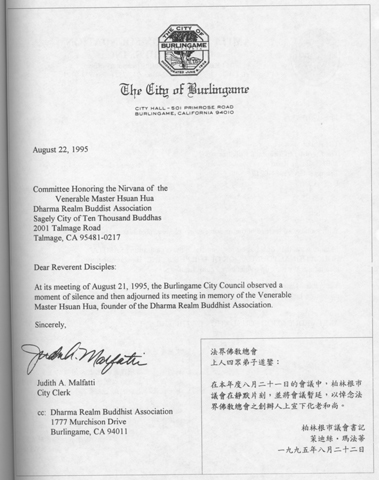 THE CITY OF
BURLINGAME
The City of Burlingame
CITY HALL - 501 PRIMROSE ROAD
BURLINGAME, CALIFORNIA 94010
August 22, 1995
Committee Honoring the Nirvana of the
Venerable Master Hsuan Hua
Dharma Realm Buddist Association
Sagely City of Ten Thousand Buddhas
2001 Talmage Road
Talmage, CA 95481-0217
Dear Reverent Disciples:
At its meeting of August 21, 1995, the Burlingame City Council observed a
moment of silence and then adjourned its meeting in memory of the Venerable
Master Hsuan Hua, founder of the Dharma Realm Buddhist Association.
Sincerely,
Judith A. Malfatti
Judith A. Malfatti
City Clerk
cc: Dharma Realm Buddhist Association
1777 Murchison Drive
Burlingame, CA 94011
法界佛教總會
上人四眾弟子道鑒:
在本年度八月二十一日的會議中,柏林根市
議會在靜默片刻,並將會議暫延,以悼念法
界佛教總會之創辦人上宣下化老和尚。
柏林根市議會書記
茱迪絲·瑪法蒂
一九九五年八月二十二日